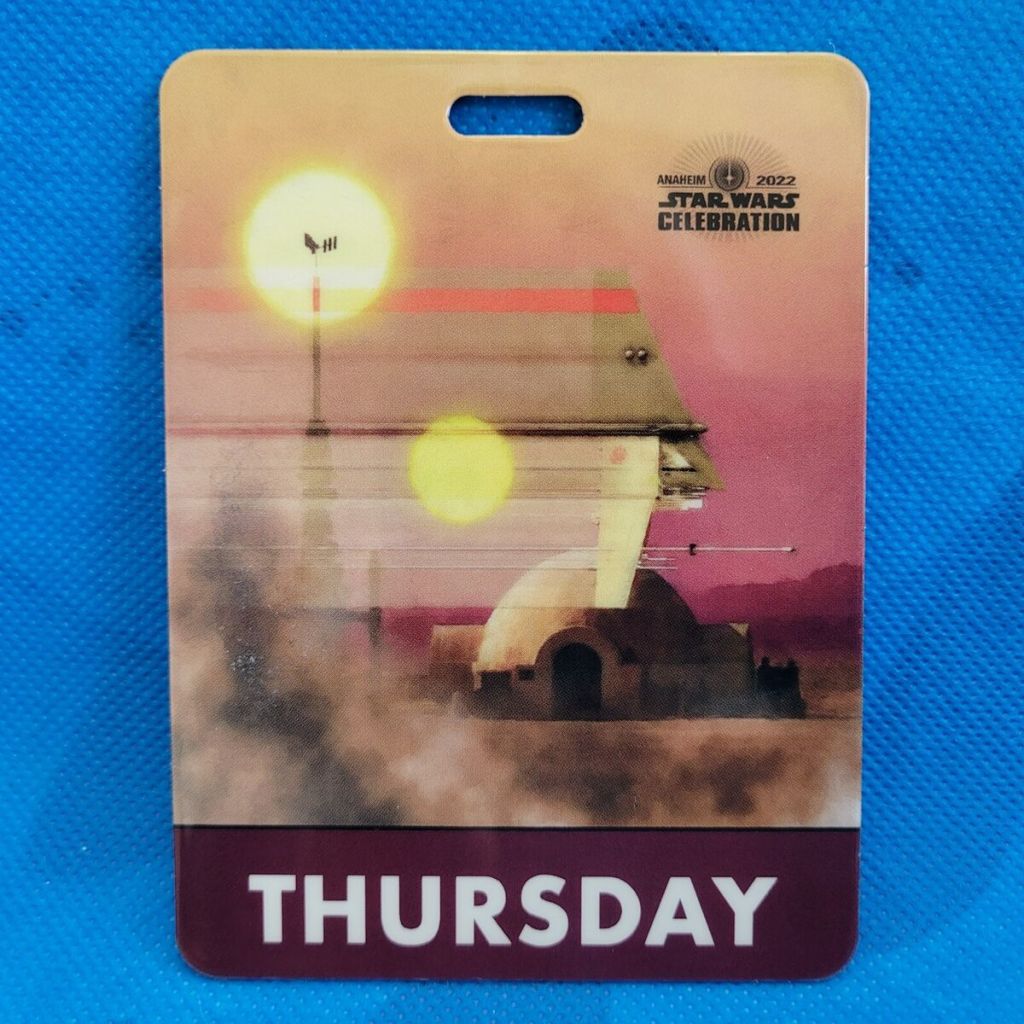 ANAHEIM 2022
STAR WARS
CELEBRATION
THURSDAY